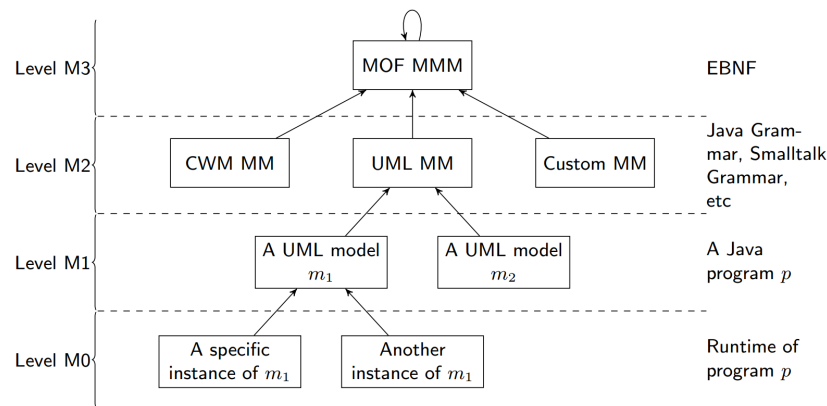 Level M3
MOF MMM
EBNF
Level M2
CWM MM
UML MM
Custom MM
Java Gram-
mar, Smalltalk
Grammar,
etc
Level M1
A UML model
m₁
A UML model
m₂
A Java
program p
Level M0
A specific
instance of m₁
Another
instance of m₁
Runtime of
program p